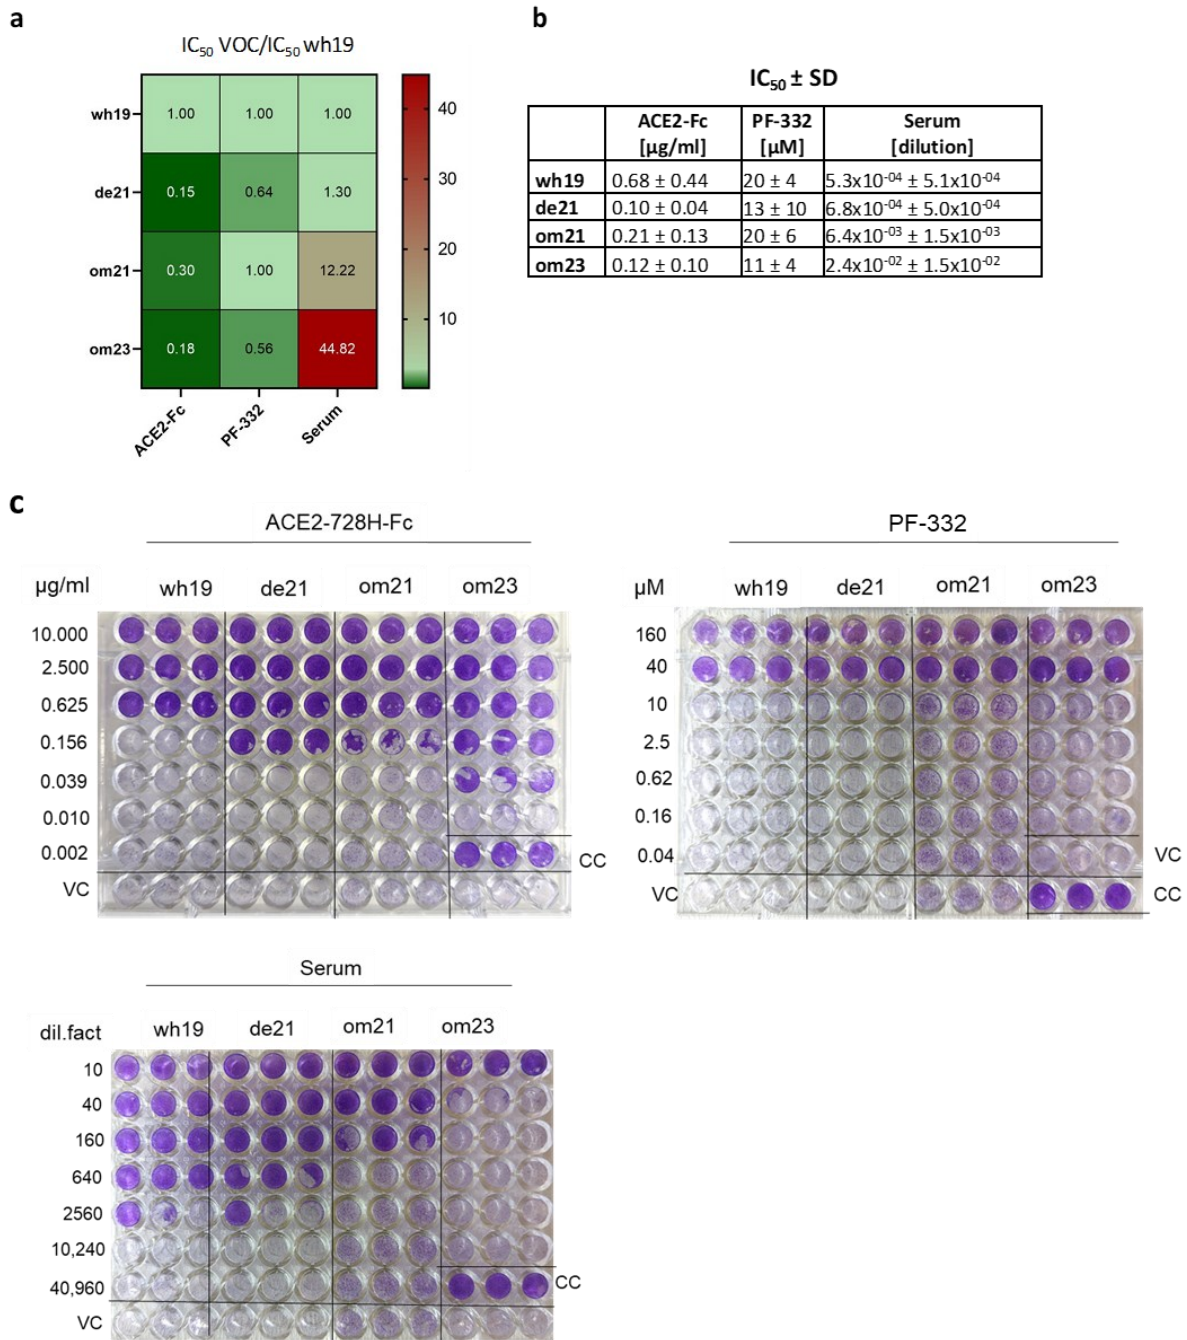 a
IC50 VOC/IC50 wh19
wh19 1.00 1.00 1.00
de21 0.15 0.64 1.30
om21 0.30 1.00 12.22
om23 0.18 0.56 44.82
ACE2-Fc PF-332 Serum
40
30
20
10
b
IC50 ± SD
ACE2-Fc [µg/ml] PF-332 [µM] Serum [dilution]
wh19 0.68 ± 0.44 20 ± 4 5.3x10-04 ± 5.1x10-04
de21 0.10 ± 0.04 13 ± 10 6.8x10-04 ± 5.0x10-04
om21 0.21 ± 0.13 20 ± 6 6.4x10-03 ± 1.5x10-03
om23 0.12 ± 0.10 11 ± 4 2.4x10-02 ± 1.5x10-02
c
ACE2-728H-Fc
µg/ml wh19 de21 om21 om23
10.000
2.500
0.625
0.156
0.039
0.010
0.002 CC
VC
PF-332
µM wh19 de21 om21 om23
160
40
10
2.5
0.62
0.16
0.04 VC
VC CC
Serum
dil.fact wh19 de21 om21 om23
10
40
160
640
2560
10,240
40,960 CC
VC